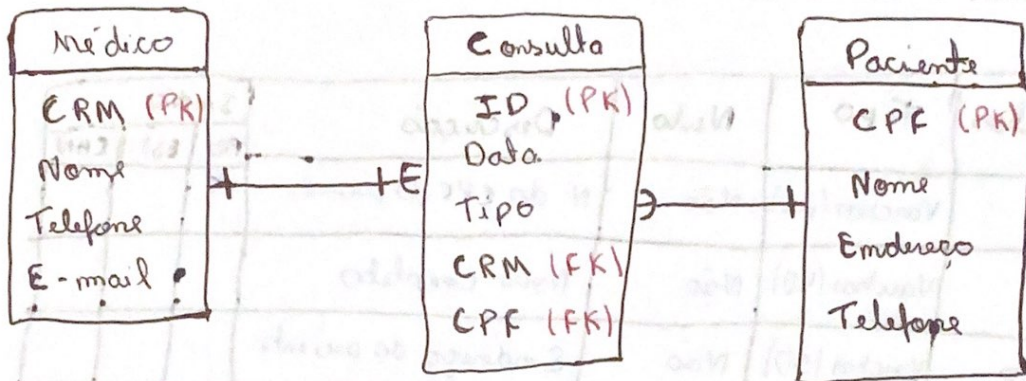 Médico
CRM (PK)
Nome
Telefone
E-mail
Consulta
ID (PK)
Data
Tipo
CRM (FK)
CPF (FK)
Paciente
CPF (PK)
Nome
Endereço
Telefone